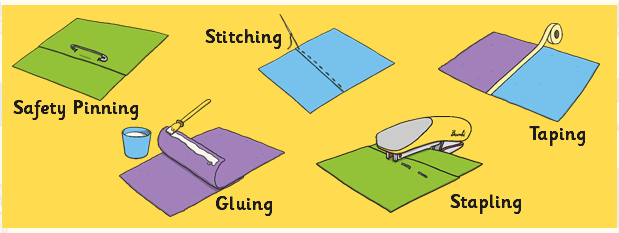 Stitching
Safety Pinning
Taping
Gluing
Stapling